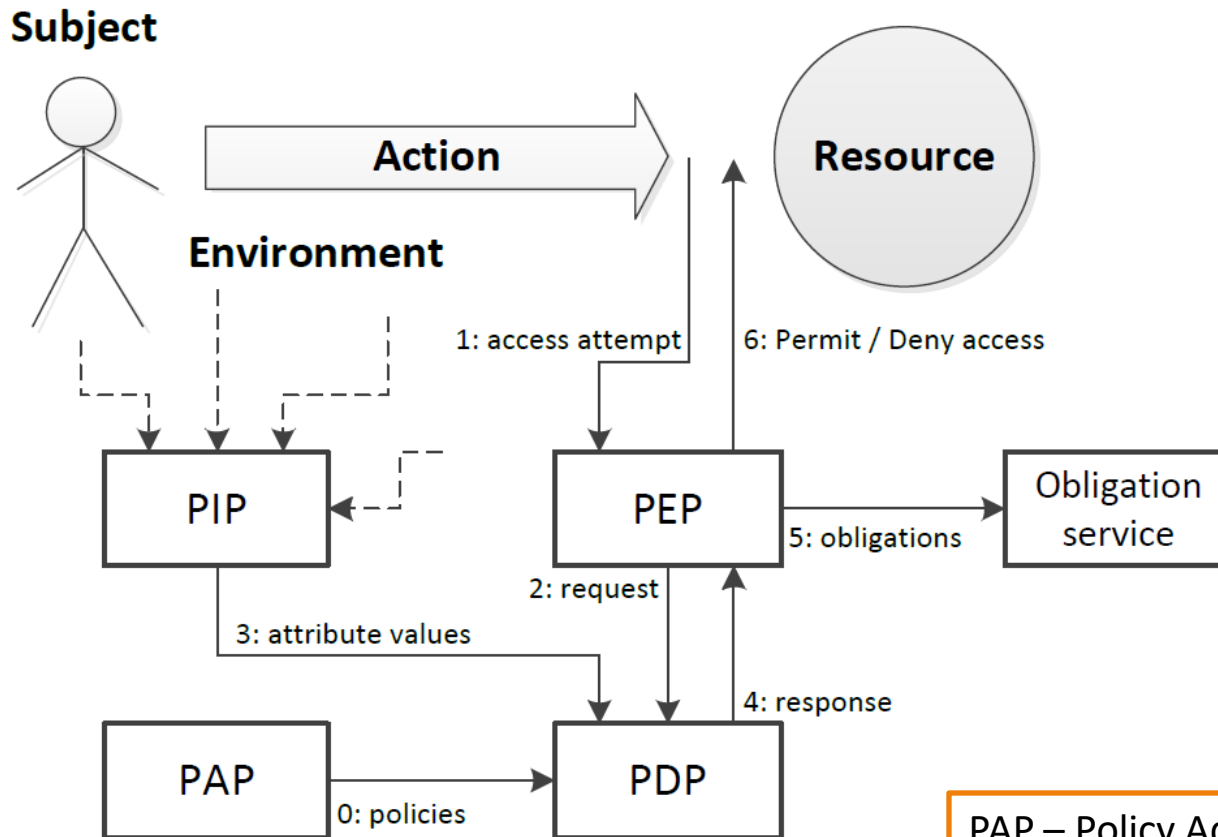 Subject
Action
Resource
Environment
1: access attempt
6: Permit / Deny access
PIP
PEP
Obligation
service
5: obligations
2: request
3: attribute values
4: response
PAP
PDP
0: policies
PAP – Policy